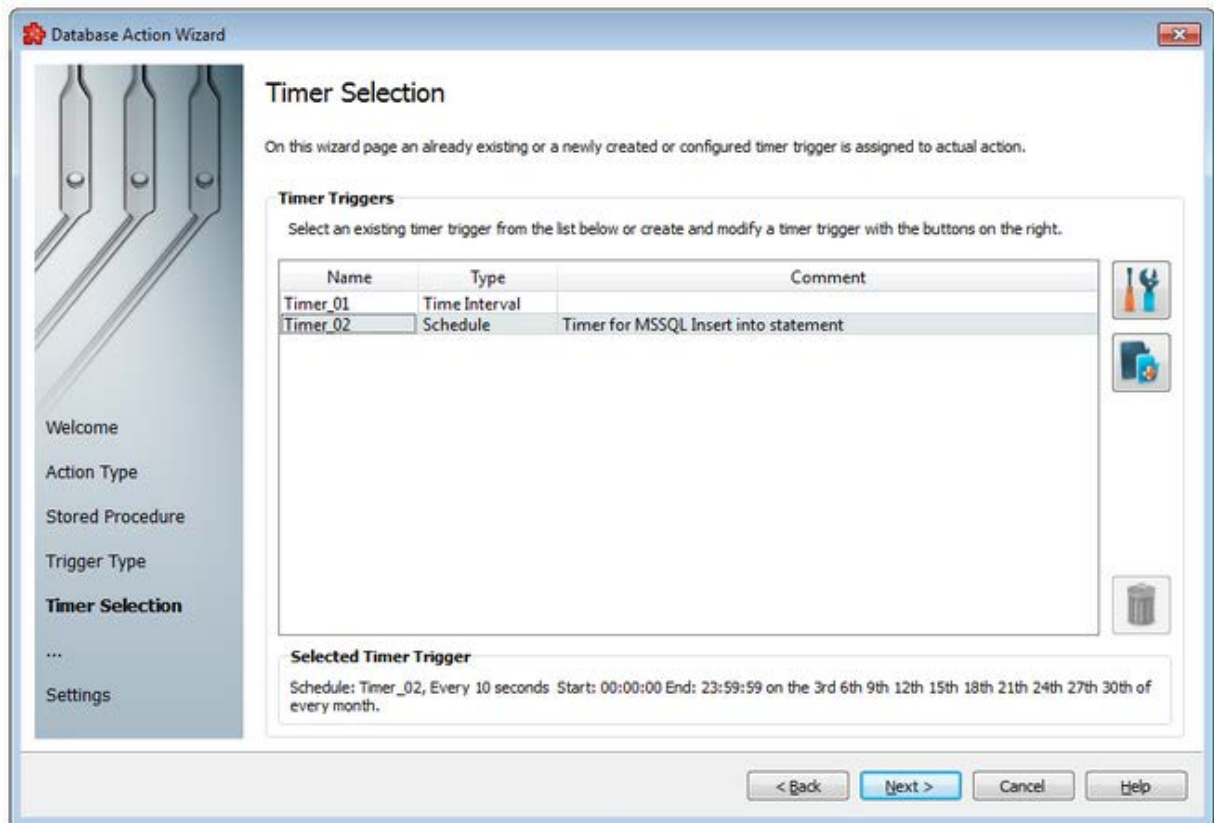 Database Action Wizard
Timer Selection
On this wizard page an already existing or a newly created or configured timer trigger is assigned to actual action.
Timer Triggers
Select an existing timer trigger from the list below or create and modify a timer trigger with the buttons on the right.
Name Type Comment
Timer_01 Time Interval
Timer_02 Schedule Timer for MSSQL Insert into statement
Welcome
Action Type
Stored Procedure
Trigger Type
Timer Selection
...
Settings
Selected Timer Trigger
Schedule: Timer_02, Every 10 seconds Start: 00:00:00 End: 23:59:59 on the 3rd 6th 9th 12th 15th 18th 21th 24th 27th 30th of
every month.
< Back Next > Cancel Help